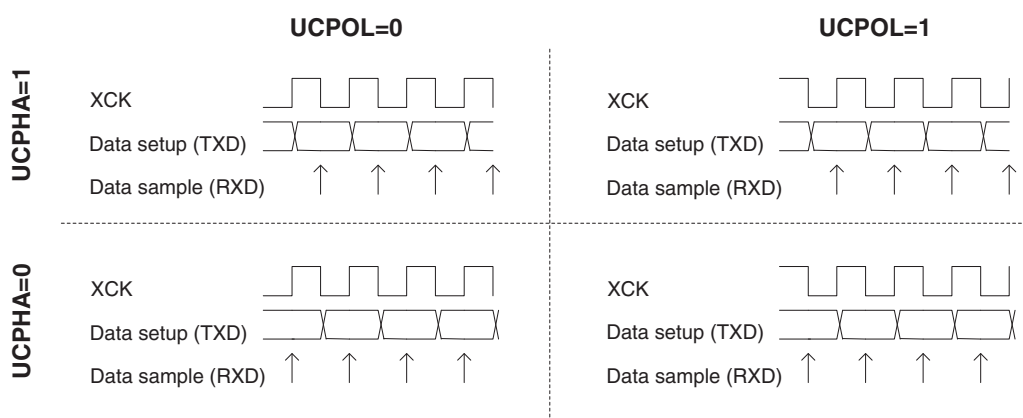 UCPOL=0
UCPOL=1
UCPHA=1
XCK
Data setup (TXD)
Data sample (RXD)
XCK
Data setup (TXD)
Data sample (RXD)
UCPHA=0
XCK
Data setup (TXD)
Data sample (RXD)
XCK
Data setup (TXD)
Data sample (RXD)